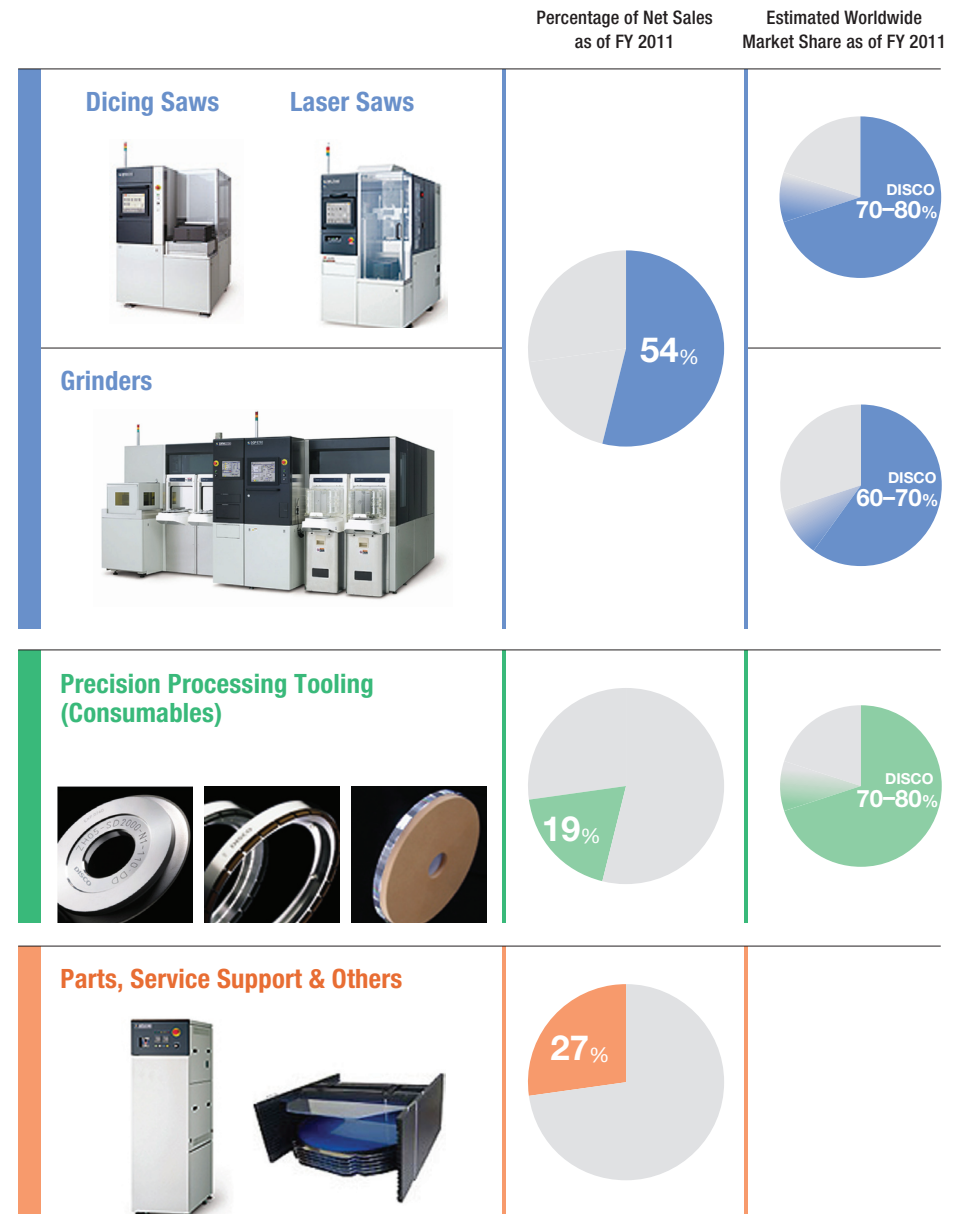 Percentage of Net Sales
as of FY 2011
Estimated Worldwide
Market Share as of FY 2011
Dicing Saws
Laser Saws
DISCO
70–80%
54%
Grinders
DISCO
60–70%
Precision Processing Tooling
(Consumables)
DISCO
19%
DISCO
70–80%
Parts, Service Support & Others
27%